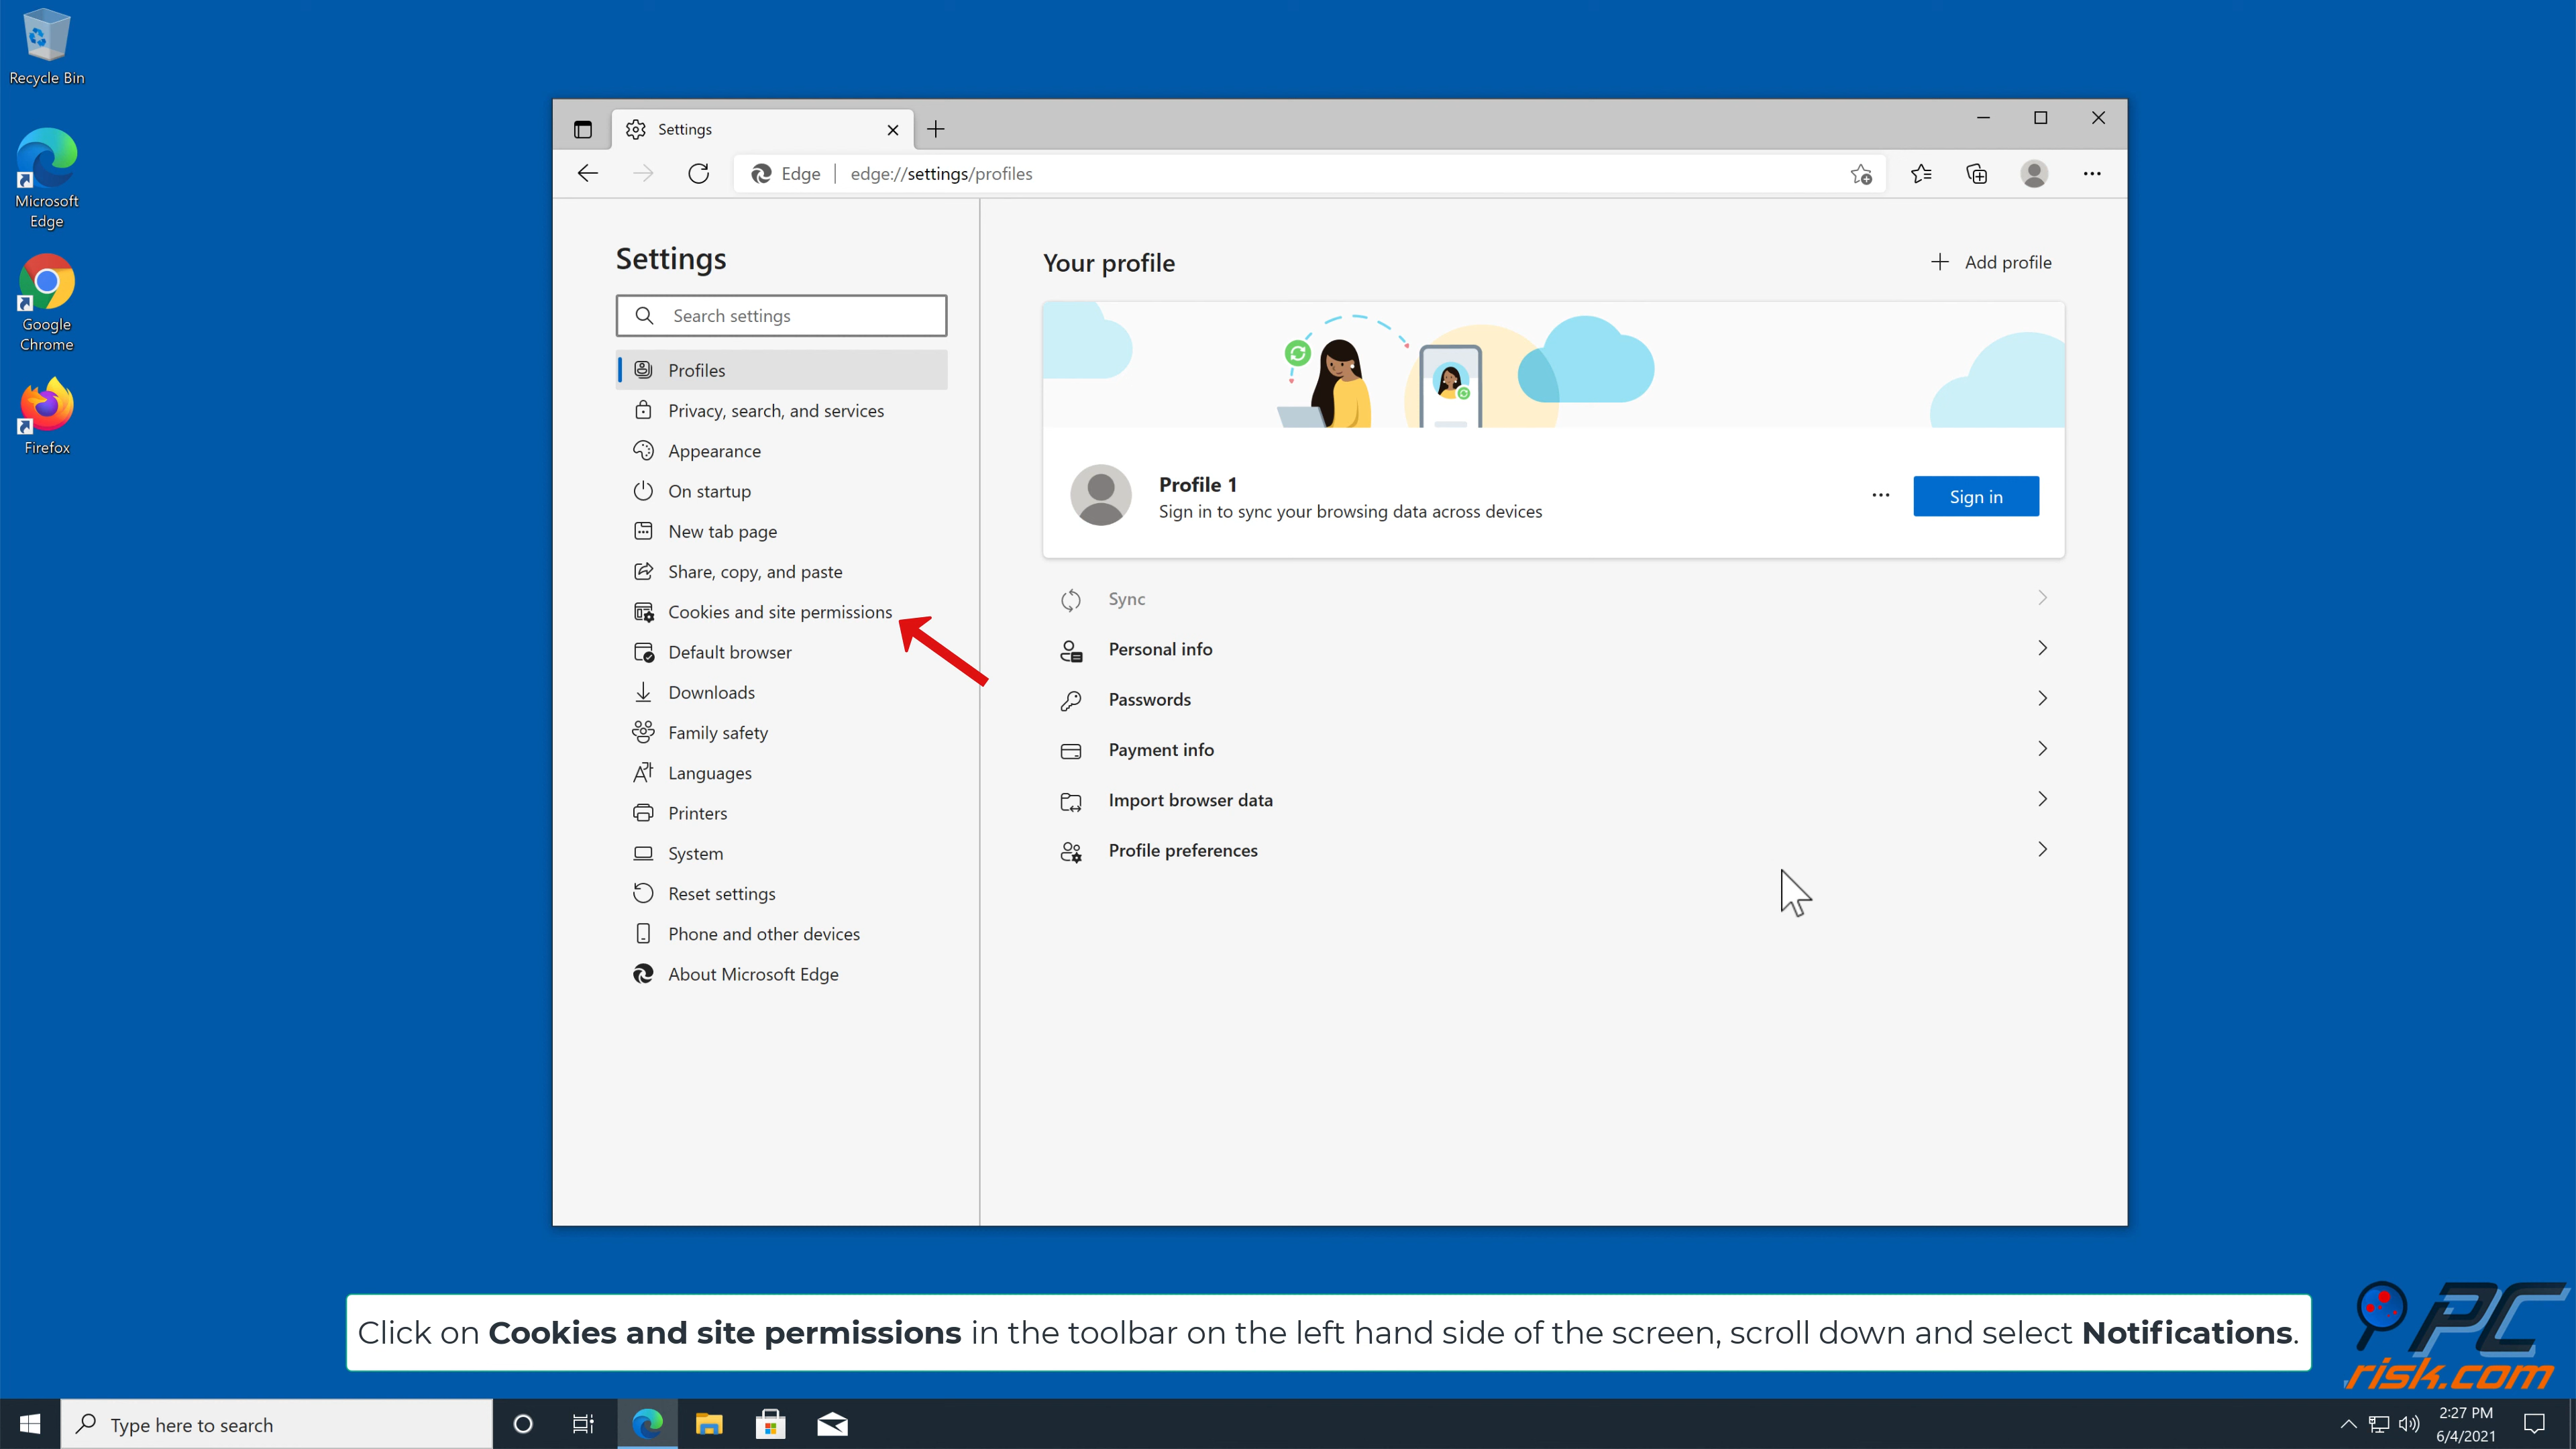 Recycle Bin
Microsoft
Edge
Google
Chrome
Firefox
Settings
Edge
edge://settings/profiles
Settings
Search settings
Profiles
Privacy, search, and services
Appearance
On startup
New tab page
Share, copy, and paste
Cookies and site permissions
Default browser
Downloads
Family safety
Languages
Printers
System
Reset settings
Phone and other devices
About Microsoft Edge
Your profile
Add profile
Profile 1
Sign in to sync your browsing data across devices
Sign in
Sync
Personal info
Passwords
Payment info
Import browser data
Profile preferences
Click on Cookies and site permissions in the toolbar on the left hand side of the screen, scroll down and select Notifications.
PC
risk.com
Type here to search
2:27 PM
6/4/2021